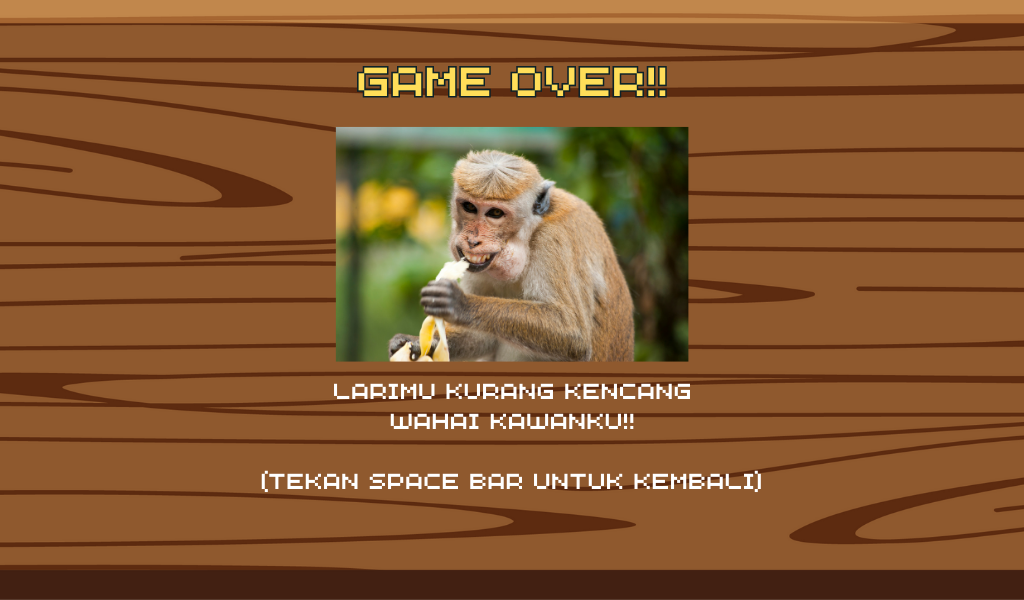 GAME OVER!!
LARIMU KURANG KENCANG
WAHAI KAWANKU!!
(TEKAN SPACE BAR UNTUK KEMBALI)